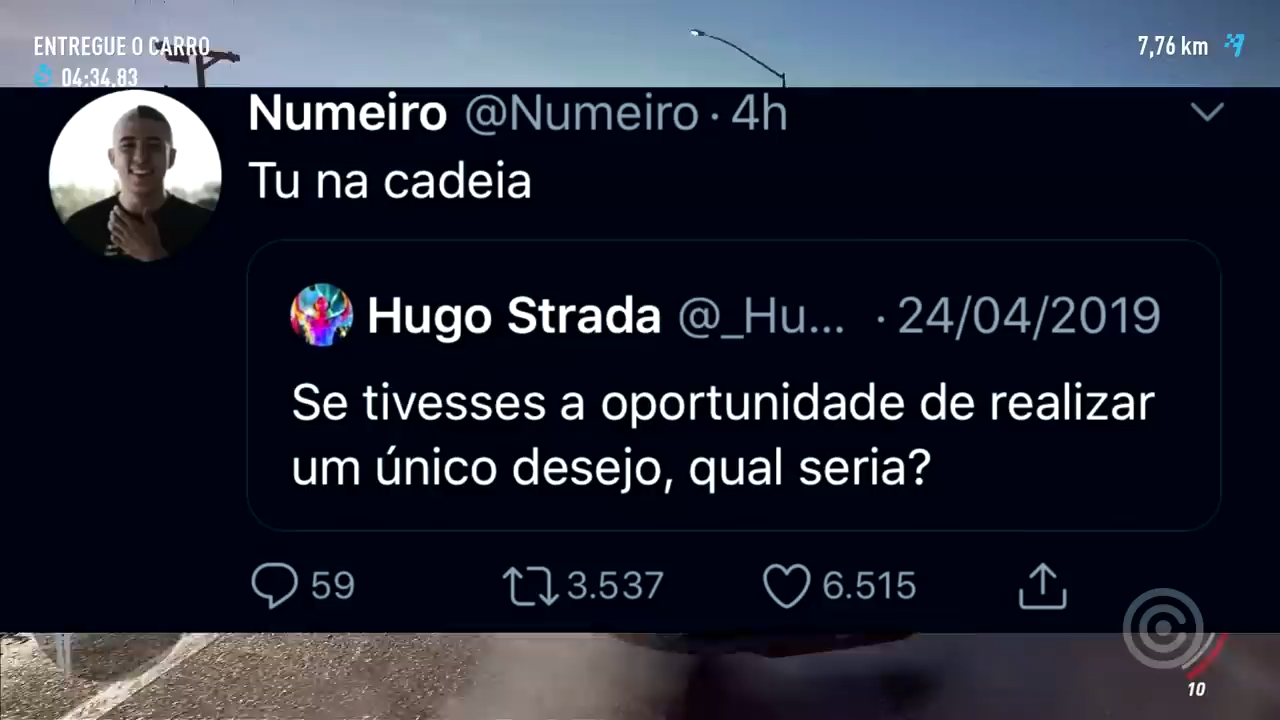 ENTREGUE O CARRO
04:34,83
7,76 km
Numeiro @Numeiro · 4h
Tu na cadeia
Hugo Strada @_Hu... · 24/04/2019
Se tivesses a oportunidade de realizar
um único desejo, qual seria?
59 3.537 6.515
10